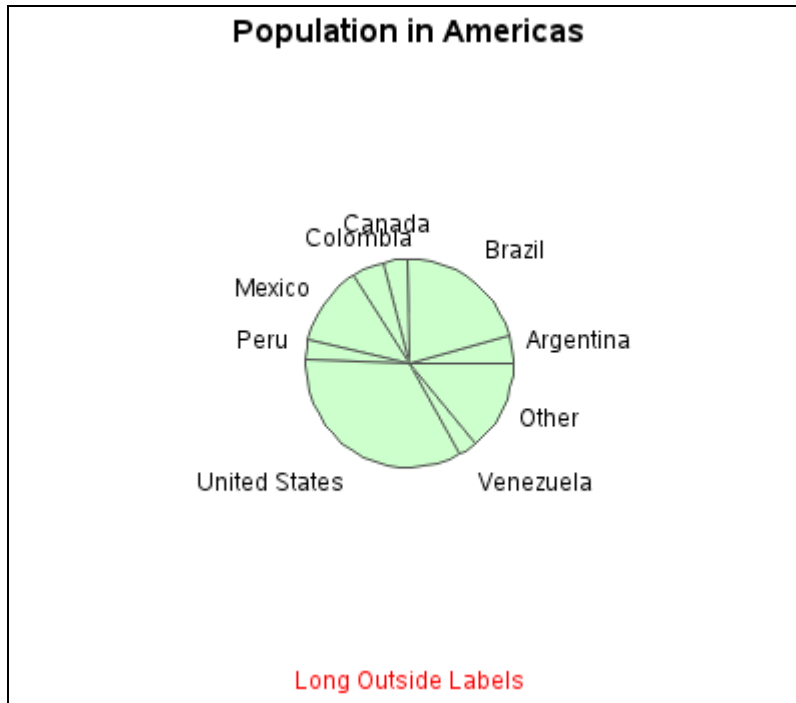 Population in Americas
Canada
Colombia
Brazil
Mexico
Peru
Argentina
Other
United States
Venezuela
Long Outside Labels